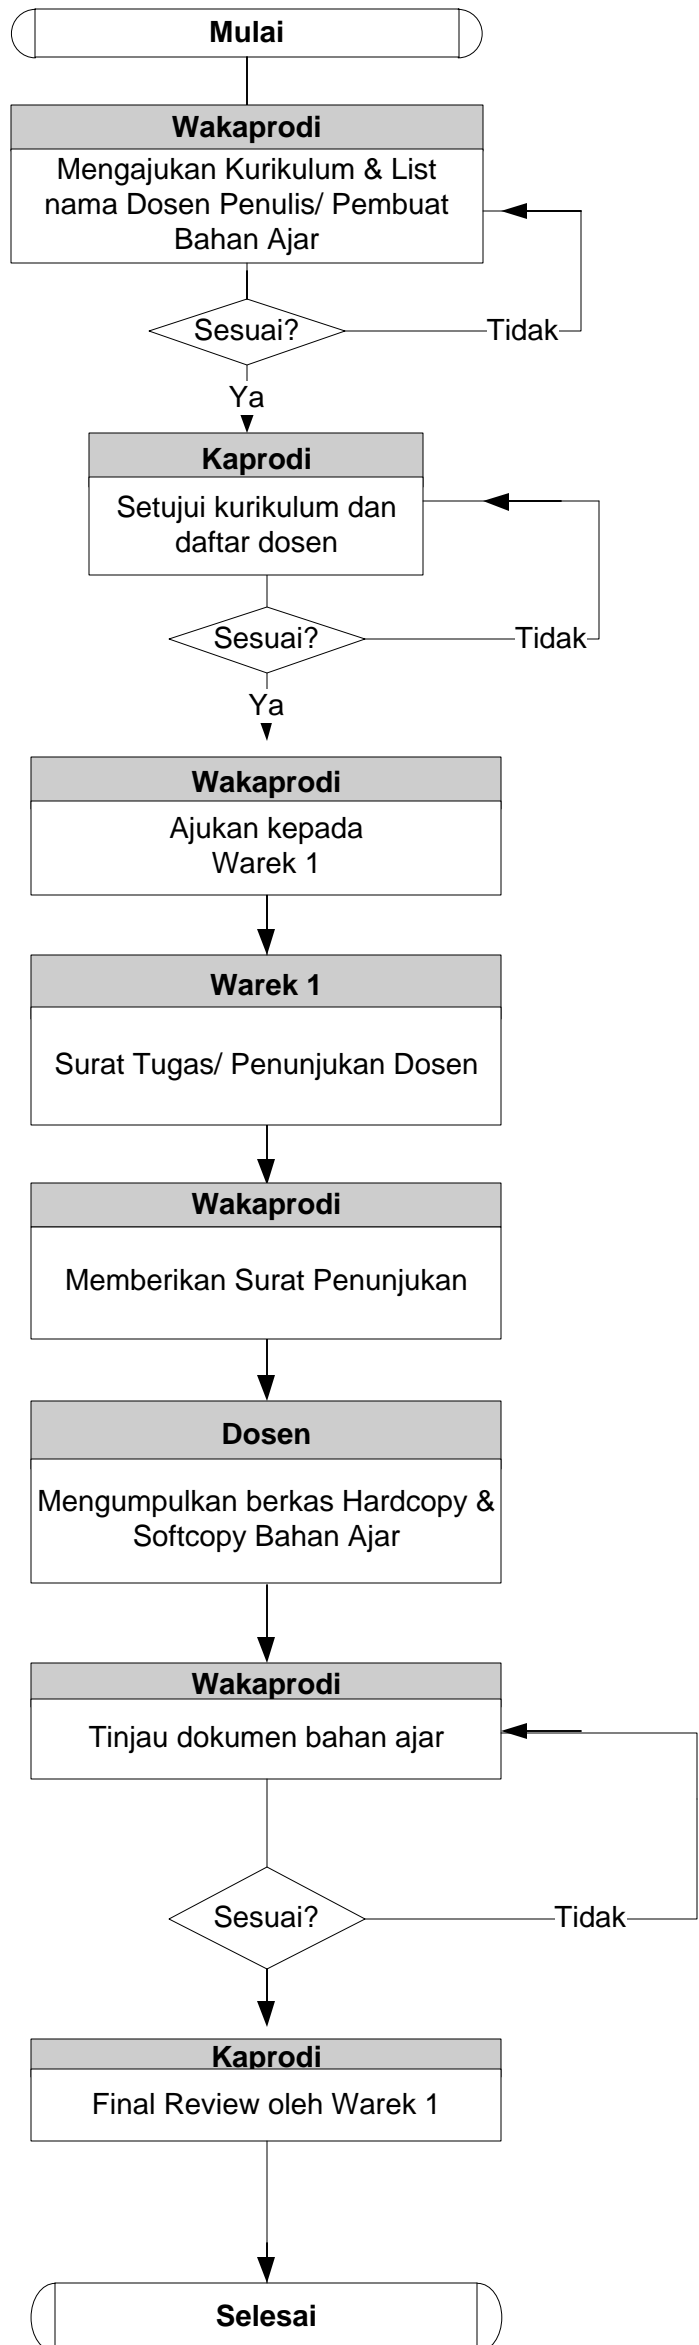 Mulai
Wakaprodi
Mengajukan Kurikulum & List
nama Dosen Penulis/ Pembuat
Bahan Ajar
Sesuai?
Tidak
Ya
Kaprodi
Setujui kurikulum dan
daftar dosen
Sesuai?
Tidak
Ya
Wakaprodi
Ajukan kepada
Warek 1
Warek 1
Surat Tugas/ Penunjukan Dosen
Wakaprodi
Memberikan Surat Penunjukan
Dosen
Mengumpulkan berkas Hardcopy &
Softcopy Bahan Ajar
Wakaprodi
Tinjau dokumen bahan ajar
Sesuai?
Tidak
Kaprodi
Final Review oleh Warek 1
Selesai